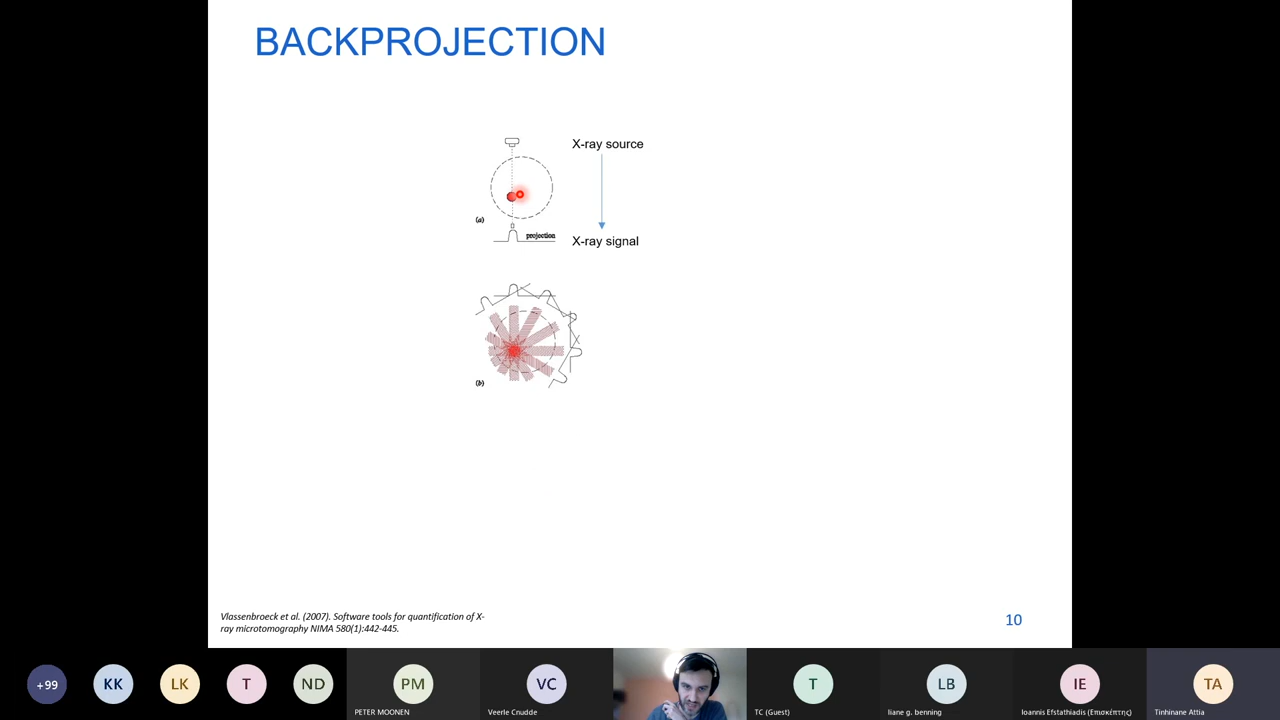 BACKPROJECTION
X-ray source
(a)
projection
X-ray signal
(b)
Vlassenbroeck et al. (2007). Software tools for quantification of X-
ray microtomography NIMA 580(1):442-445.
10
+99
KK
LK
T
ND
PM
PETER MOONEN
VC
Veerle Cnudde
T
TC (Guest)
LB
liane g. benning
IE
Ioannis Efstathiadis (Επισκέπτης)
TA
Tinhinane Attia